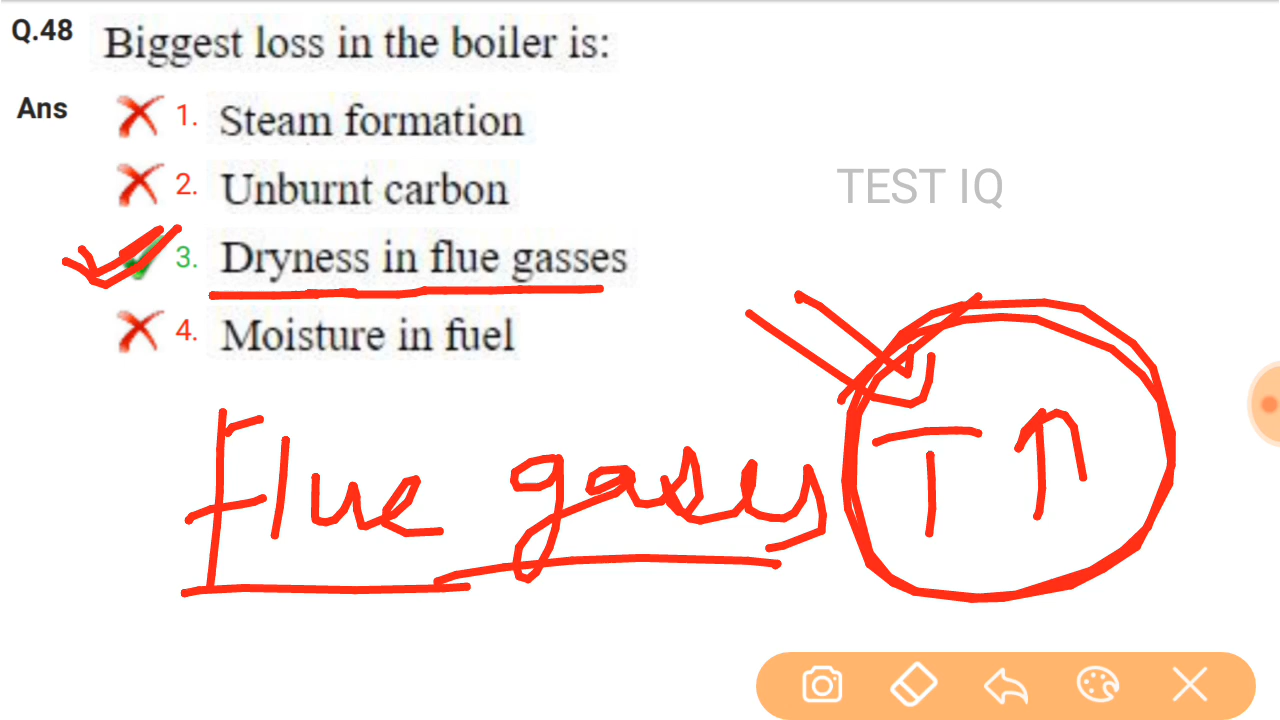 Q.48 Biggest loss in the boiler is:
Ans 1. Steam formation
2. Unburnt carbon
TEST IQ
3. Dryness in flue gasses
4. Moisture in fuel
Flue gases T↑